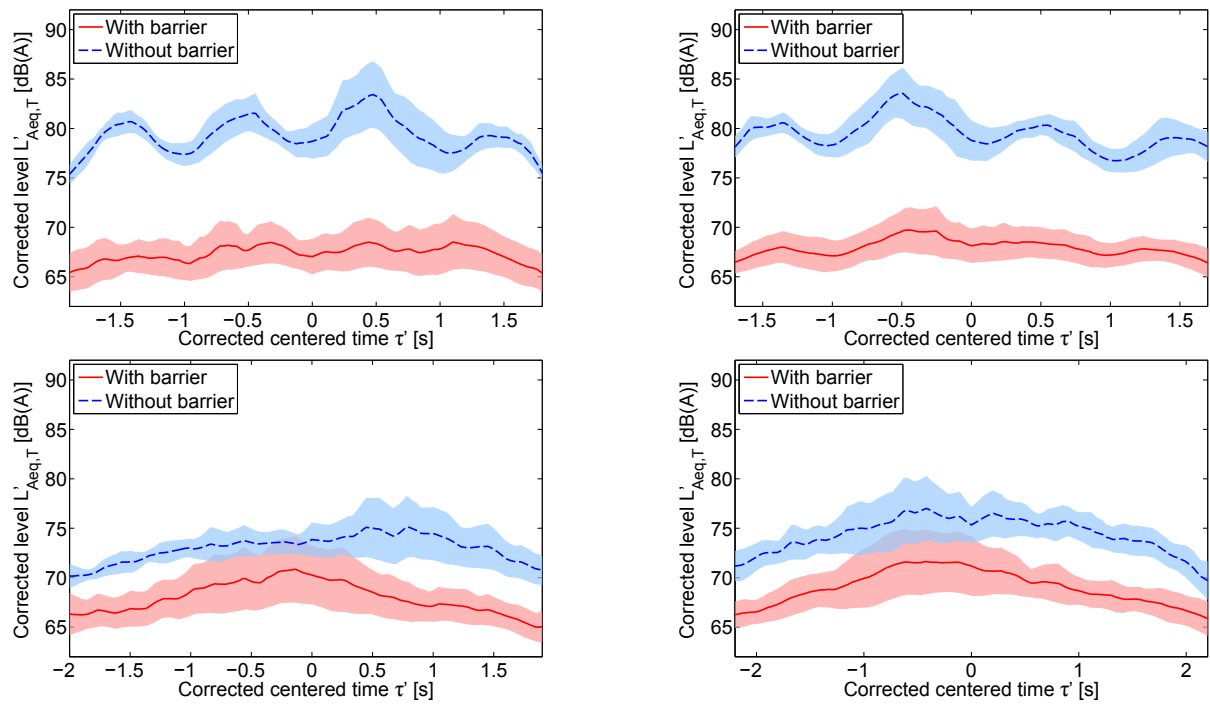 Corrected level L'Aeq,T [dB(A)]
With barrier
Without barrier
90
85
80
75
70
65
−1.5 −1 −0.5 0 0.5 1 1.5
Corrected centered time τ' [s]
Corrected level L'Aeq,T [dB(A)]
With barrier
Without barrier
90
85
80
75
70
65
−1.5 −1 −0.5 0 0.5 1 1.5
Corrected centered time τ' [s]
Corrected level L'Aeq,T [dB(A)]
With barrier
Without barrier
90
85
80
75
70
65
−2 −1.5 −1 −0.5 0 0.5 1 1.5
Corrected centered time τ' [s]
Corrected level L'Aeq,T [dB(A)]
With barrier
Without barrier
90
85
80
75
70
65
−2 −1 0 1 2
Corrected centered time τ' [s]